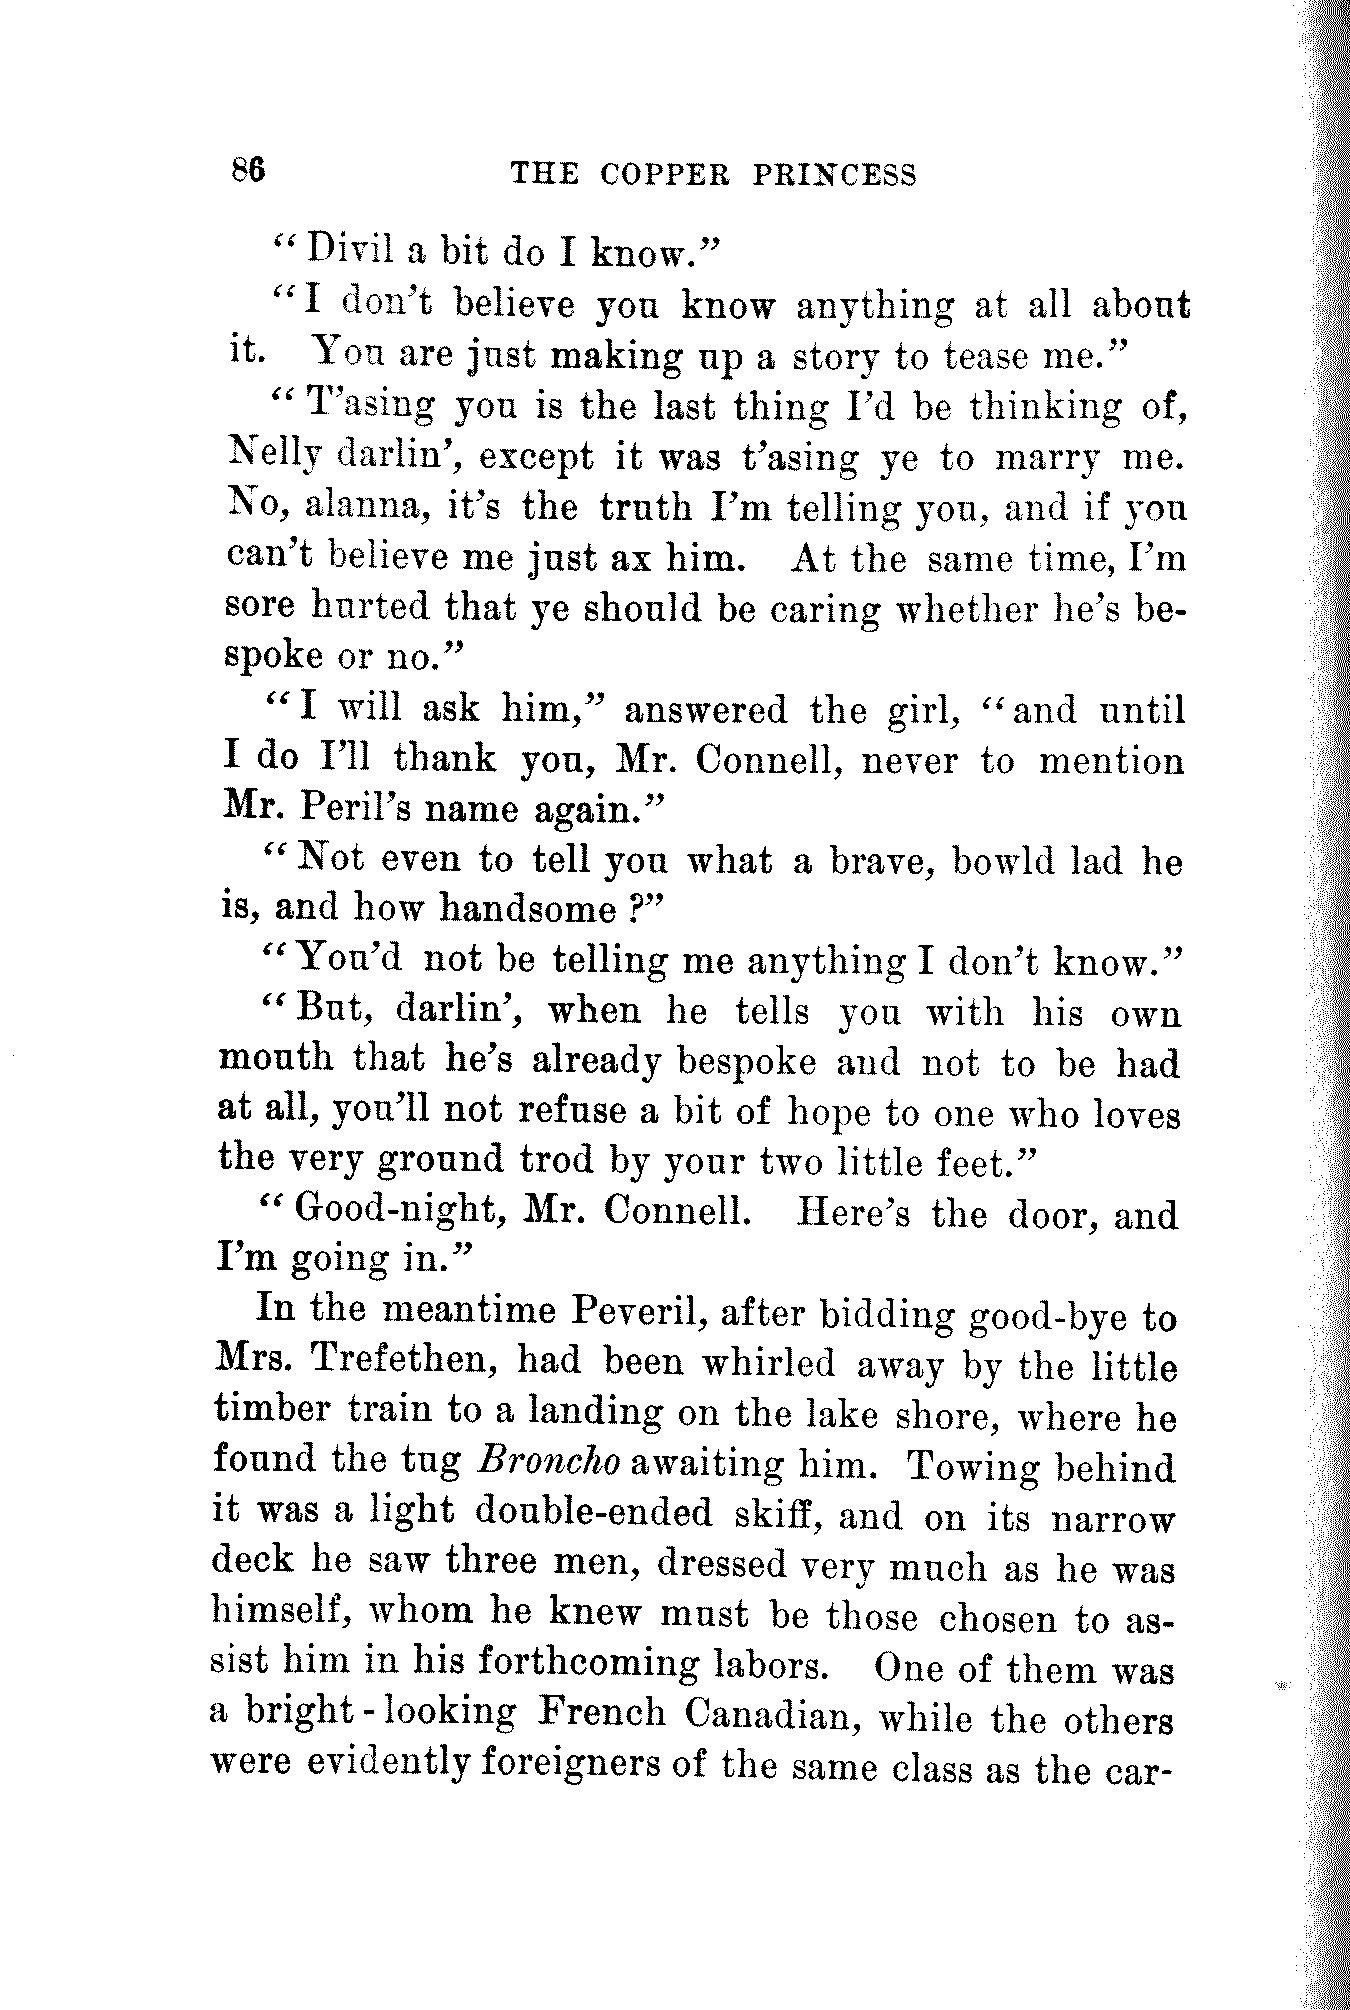 86 THE COPPER PRINCESS
“Divil a bit do I know.”
“I don’t believe you know anything at all about
it. You are just making up a story to tease me.”
“T’asing you is the last thing I’d be thinking of,
Nelly darlin’, except it was t’asing ye to marry me.
No, alanna, it’s the truth I’m telling you, and if you
can’t believe me just ax him. At the same time, I’m
sore hurted that ye should be caring whether he’s be-
spoke or no.”
“I will ask him,” answered the girl, “and until
I do I’ll thank you, Mr. Connell, never to mention
Mr. Peril’s name again.”
“Not even to tell you what a brave, bowld lad he
is, and how handsome ?”
“You’d not be telling me anything I don’t know.”
“But, darlin’, when he tells you with his own
mouth that he’s already bespoke and not to be had
at all, you’ll not refuse a bit of hope to one who loves
the very ground trod by your two little feet.”
“Good-night, Mr. Connell. Here’s the door, and
I’m going in.”
In the meantime Peveril, after bidding good-bye to
Mrs. Trefethen, had been whirled away by the little
timber train to a landing on the lake shore, where he
found the tug Broncho awaiting him. Towing behind
it was a light double-ended skiff, and on its narrow
deck he saw three men, dressed very much as he was
himself, whom he knew must be those chosen to as-
sist him in his forthcoming labors. One of them was
a bright-looking French Canadian, while the others
were evidently foreigners of the same class as the car-